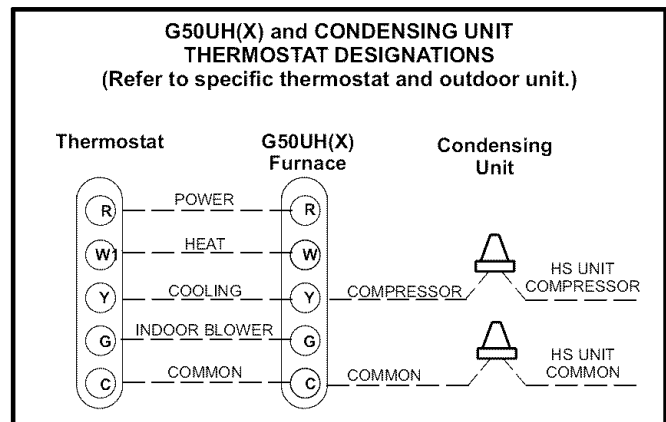 G50UH(X) and CONDENSING UNIT
THERMOSTAT DESIGNATIONS
(Refer to specific thermostat and outdoor unit.)
Thermostat
G50UH(X)
Furnace
Condensing
Unit
R POWER R
W1 HEAT W
Y COOLING Y COMPRESSOR
HS UNIT
COMPRESSOR
G INDOOR BLOWER G
C COMMON C COMMON
HS UNIT
COMMON